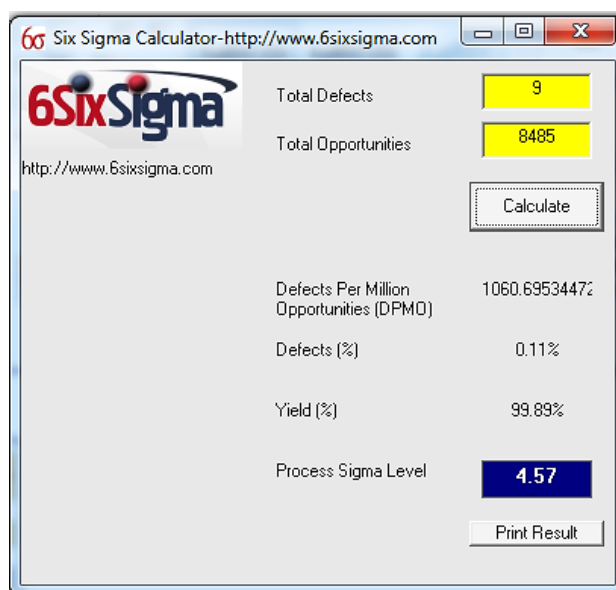 6σ Six Sigma Calculator-http://www.6sixsigma.com
6SixSigma
http://www.6sixsigma.com
Total Defects 9
Total Opportunities 8485
Calculate
Defects Per Million 1060.69534472
Opportunities (DPMO)
Defects (%) 0.11%
Yield (%) 99.89%
Process Sigma Level 4.57
Print Result